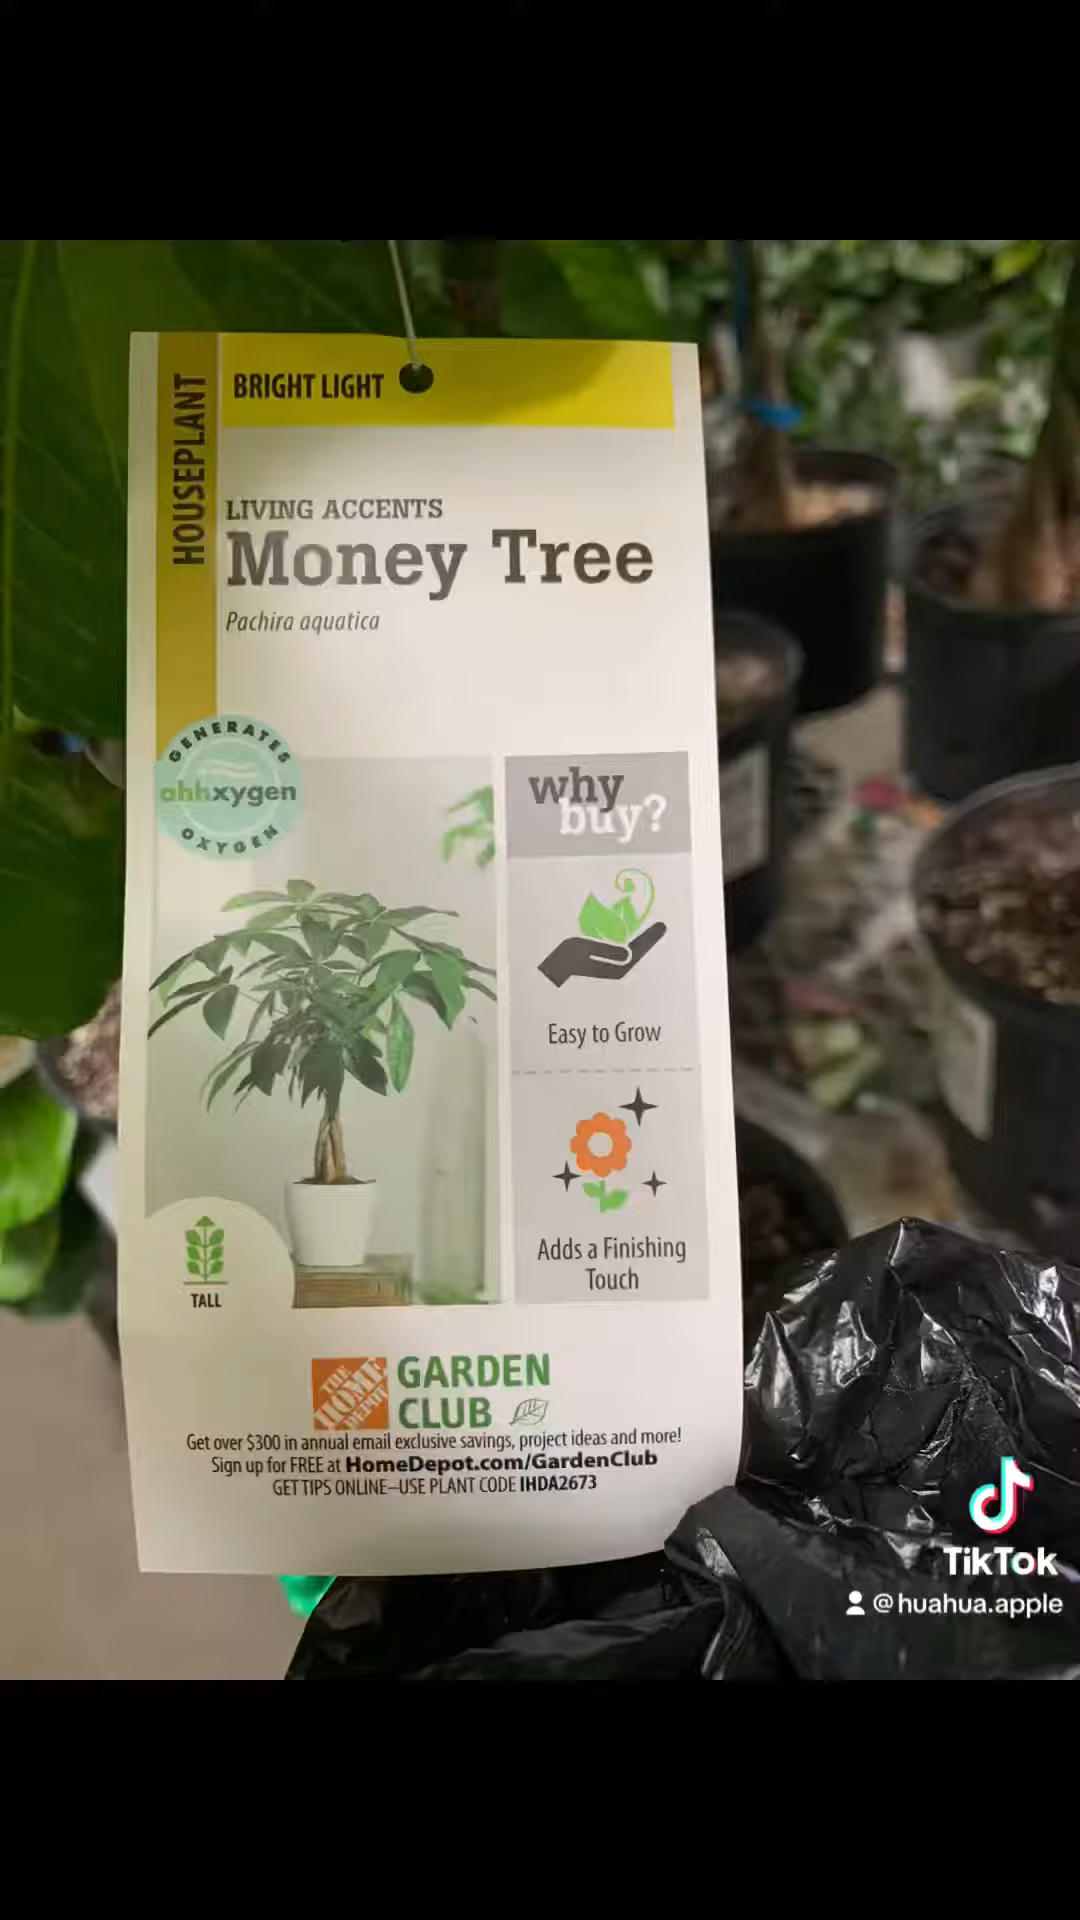 HOUSEPLANT
BRIGHT LIGHT
LIVING ACCENTS
Money Tree
Pachira aquatica
GENERATES
ahhxygen
OXYGEN
why
buy?
Easy to Grow
Adds a Finishing
Touch
TALL
THE
HOME
DEPOT
GARDEN
CLUB
Get over $300 in annual email exclusive savings, project ideas and more!
Sign up for FREE at HomeDepot.com/GardenClub
GET TIPS ONLINE—USE PLANT CODE IHDA2673
TikTok
@huahua.apple